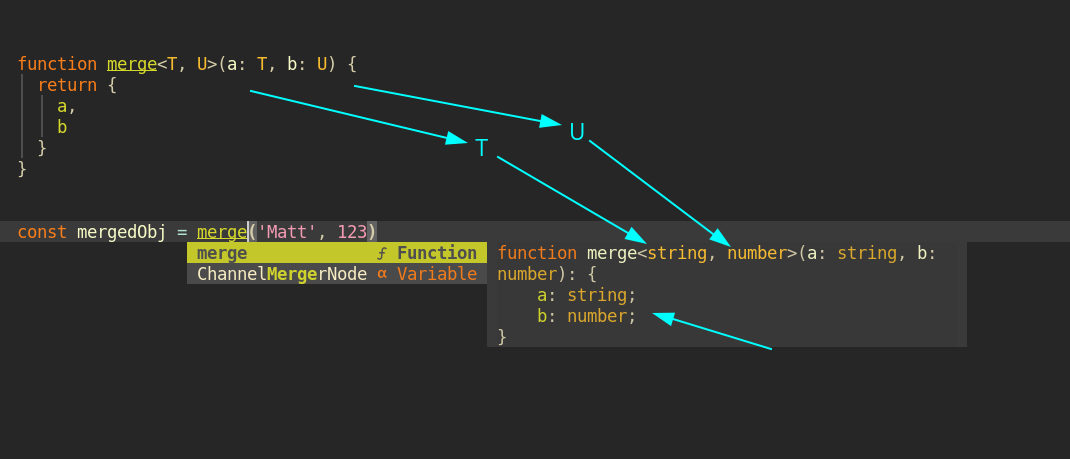 function merge<T, U>(a: T, b: U) {
return {
a,
b
}
}
T
U
const mergedObj = merge('Matt', 123)
merge ƒ Function
ChannelMergerNode α Variable
function merge<string, number>(a: string, b:
number): {
a: string;
b: number;
}